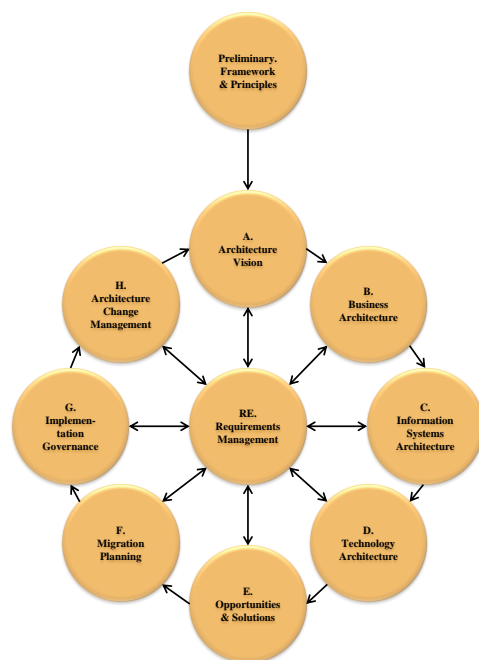 Preliminary.
Framework
& Principles
A.
Architecture
Vision
H.
Architecture
Change
Management
B.
Business
Architecture
G.
Implemen-
tation
Governance
RE.
Requirements
Management
C.
Information
Systems
Architecture
F.
Migration
Planning
D.
Technology
Architecture
E.
Opportunities
& Solutions